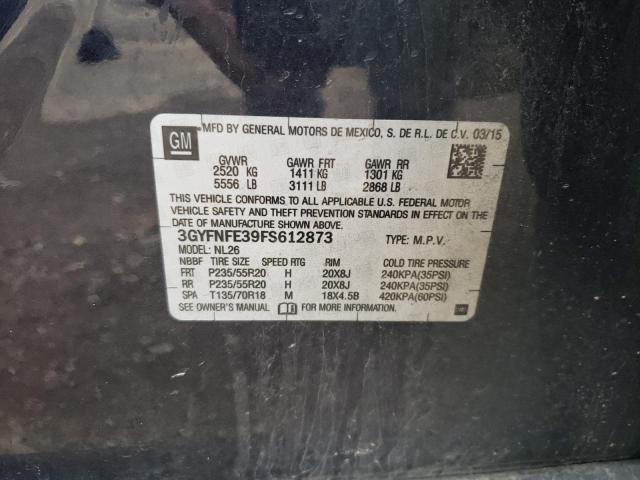 GM MFD BY GENERAL MOTORS DE MEXICO, S. DE R.L. DE C.V. 03/15
GVWR GAWR FRT GAWR RR
2520 KG 1411 KG 1301 KG
5556 LB 3111 LB 2868 LB
THIS VEHICLE CONFORMS TO ALL APPLICABLE U.S. FEDERAL MOTOR
VEHICLE SAFETY AND THEFT PREVENTION STANDARDS IN EFFECT ON THE
DATE OF MANUFACTURE SHOWN ABOVE.
3GYFNFE39FS612873 TYPE: M.P.V.
MODEL: NL26
NBBF TIRE SIZE SPEED RTG RIM COLD TIRE PRESSURE
FRT P235/55R20 H 20X8J 240KPA(35PSI)
RR P235/55R20 H 20X8J 240KPA(35PSI)
SPA T135/70R18 M 18X4.5B 420KPA(60PSI)
SEE OWNER'S MANUAL FOR MORE INFORMATION.